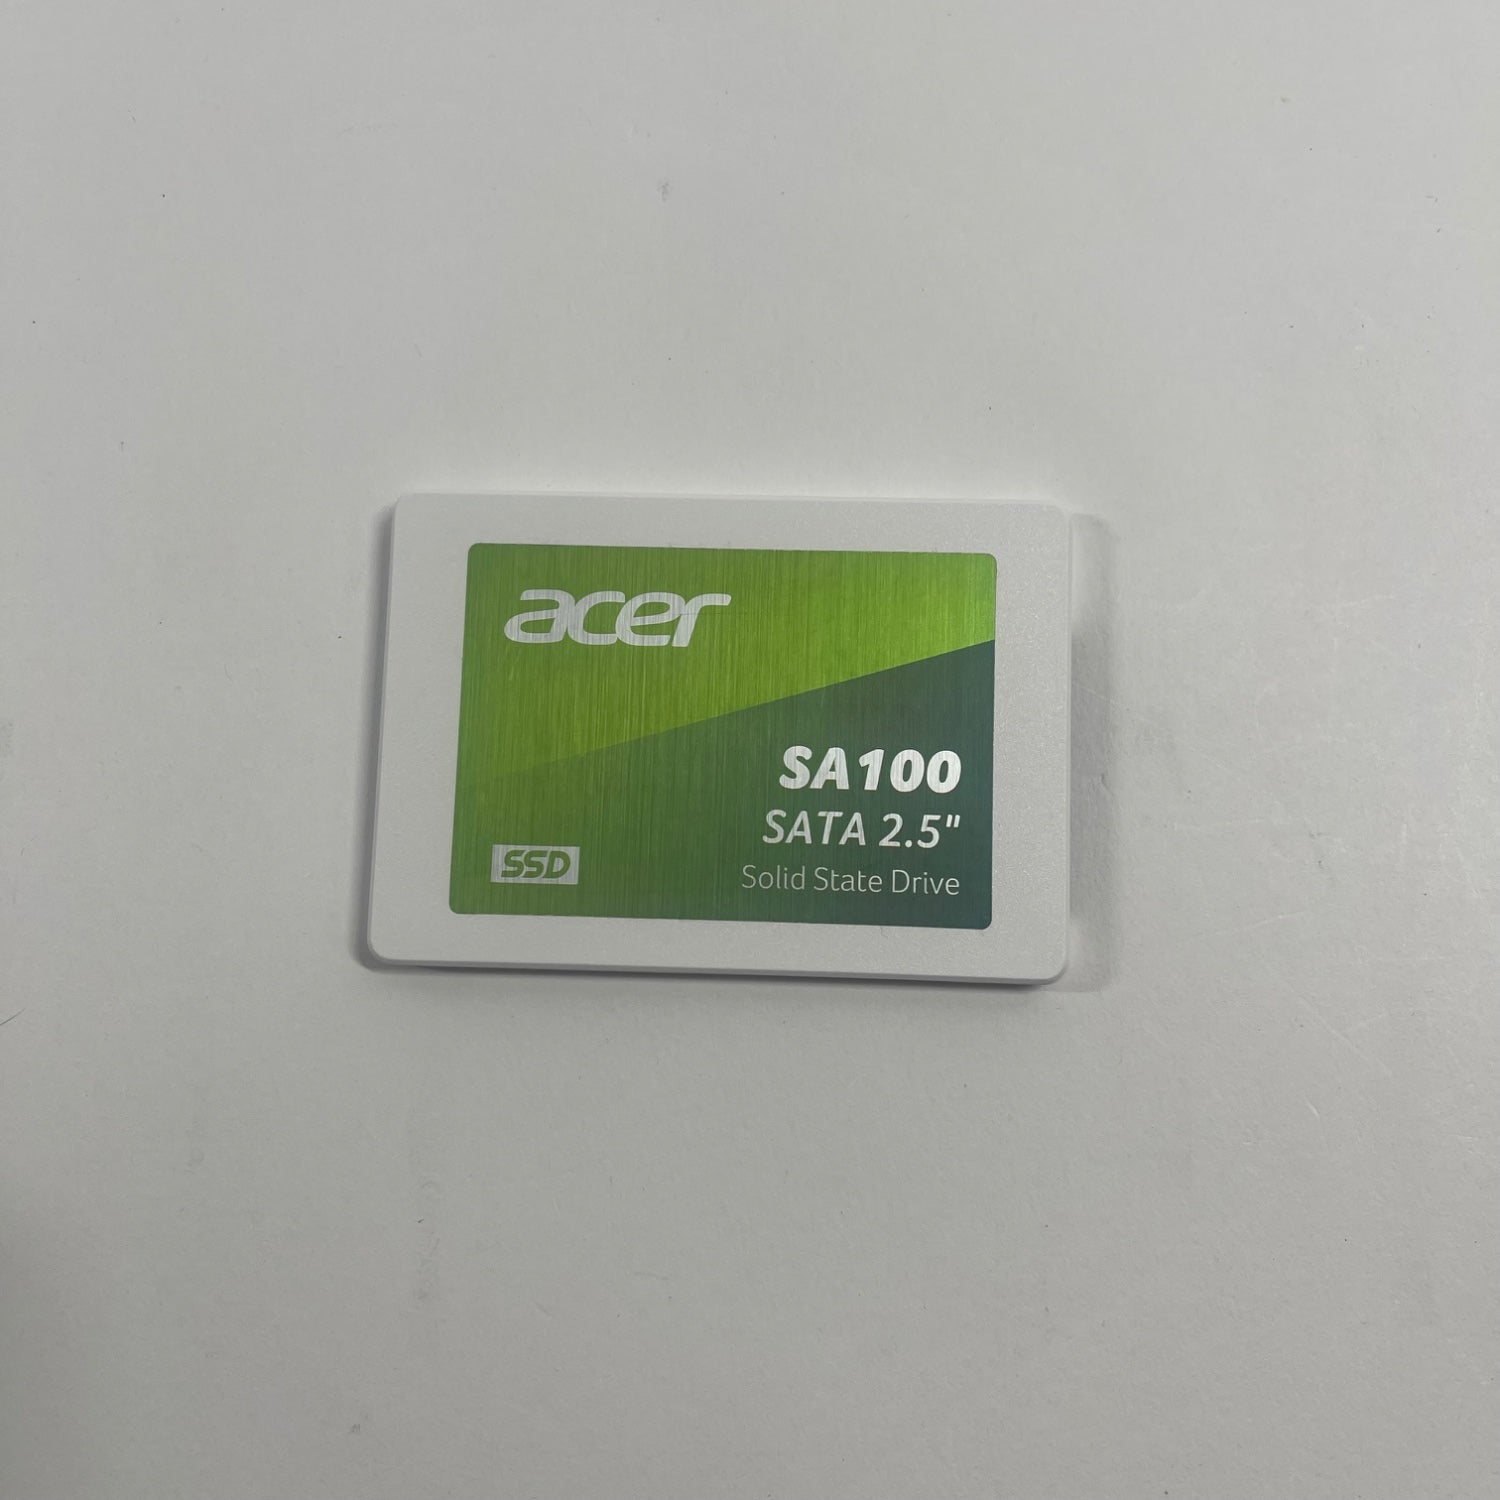 acer
SA100
SATA 2.5"
SSD
Solid State Drive